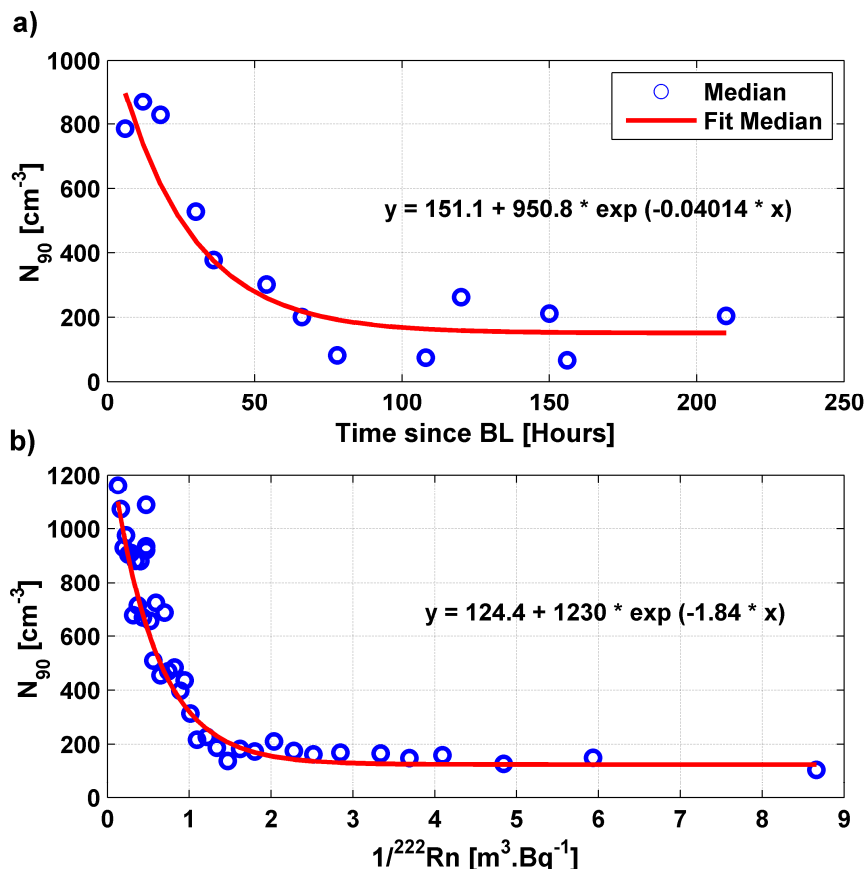 a)
1000
800
600
400
200
0
N90 [cm-3]
Median
Fit Median
y = 151.1 + 950.8 * exp (-0.04014 * x)
0 50 100 150 200 250
Time since BL [Hours]
b)
1200
1000
800
600
400
200
0
N90 [cm-3]
y = 124.4 + 1230 * exp (-1.84 * x)
0 1 2 3 4 5 6 7 8 9
1/222Rn [m3.Bq-1]